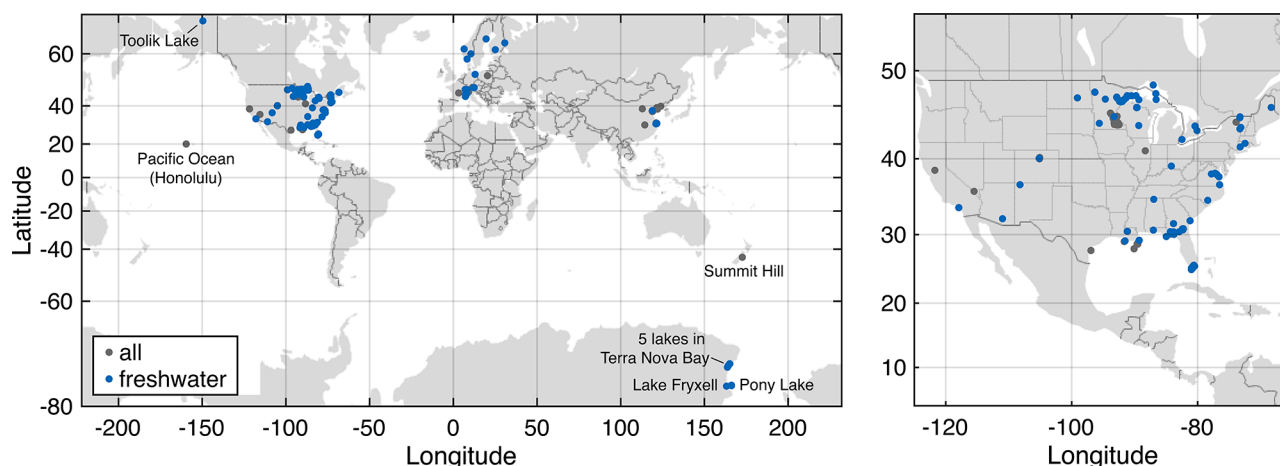 Toolik Lake
Pacific Ocean
(Honolulu)
Summit Hill
5 lakes in
Terra Nova Bay
Lake Fryxell
Pony Lake
all
freshwater
Latitude
60
40
20
0
-20
-40
-60
-80
-200
-150
-100
-50
0
50
100
150
200
Longitude
50
40
30
20
10
-120
-100
-80
Longitude